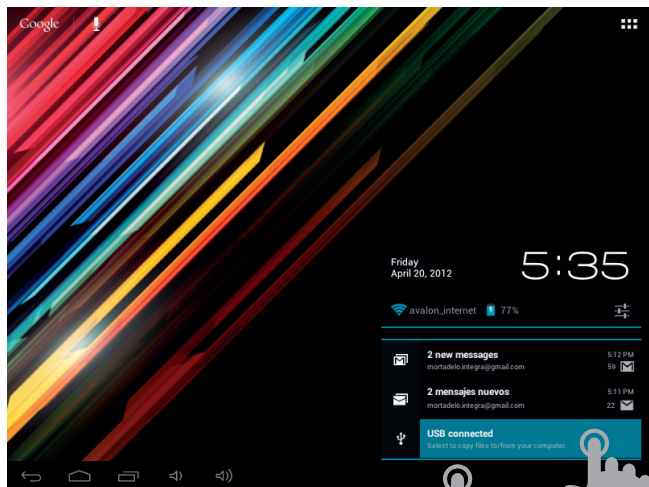 Google
Friday
April 20, 2012
5:35
avalon_internet 77%
2 new messages 5:12 PM
mortadelo.integra@gmail.com 59
2 mensajes nuevos 5:11 PM
mortadelo.integra@gmail.com 22
USB connected
Select to copy files to/from your computer.